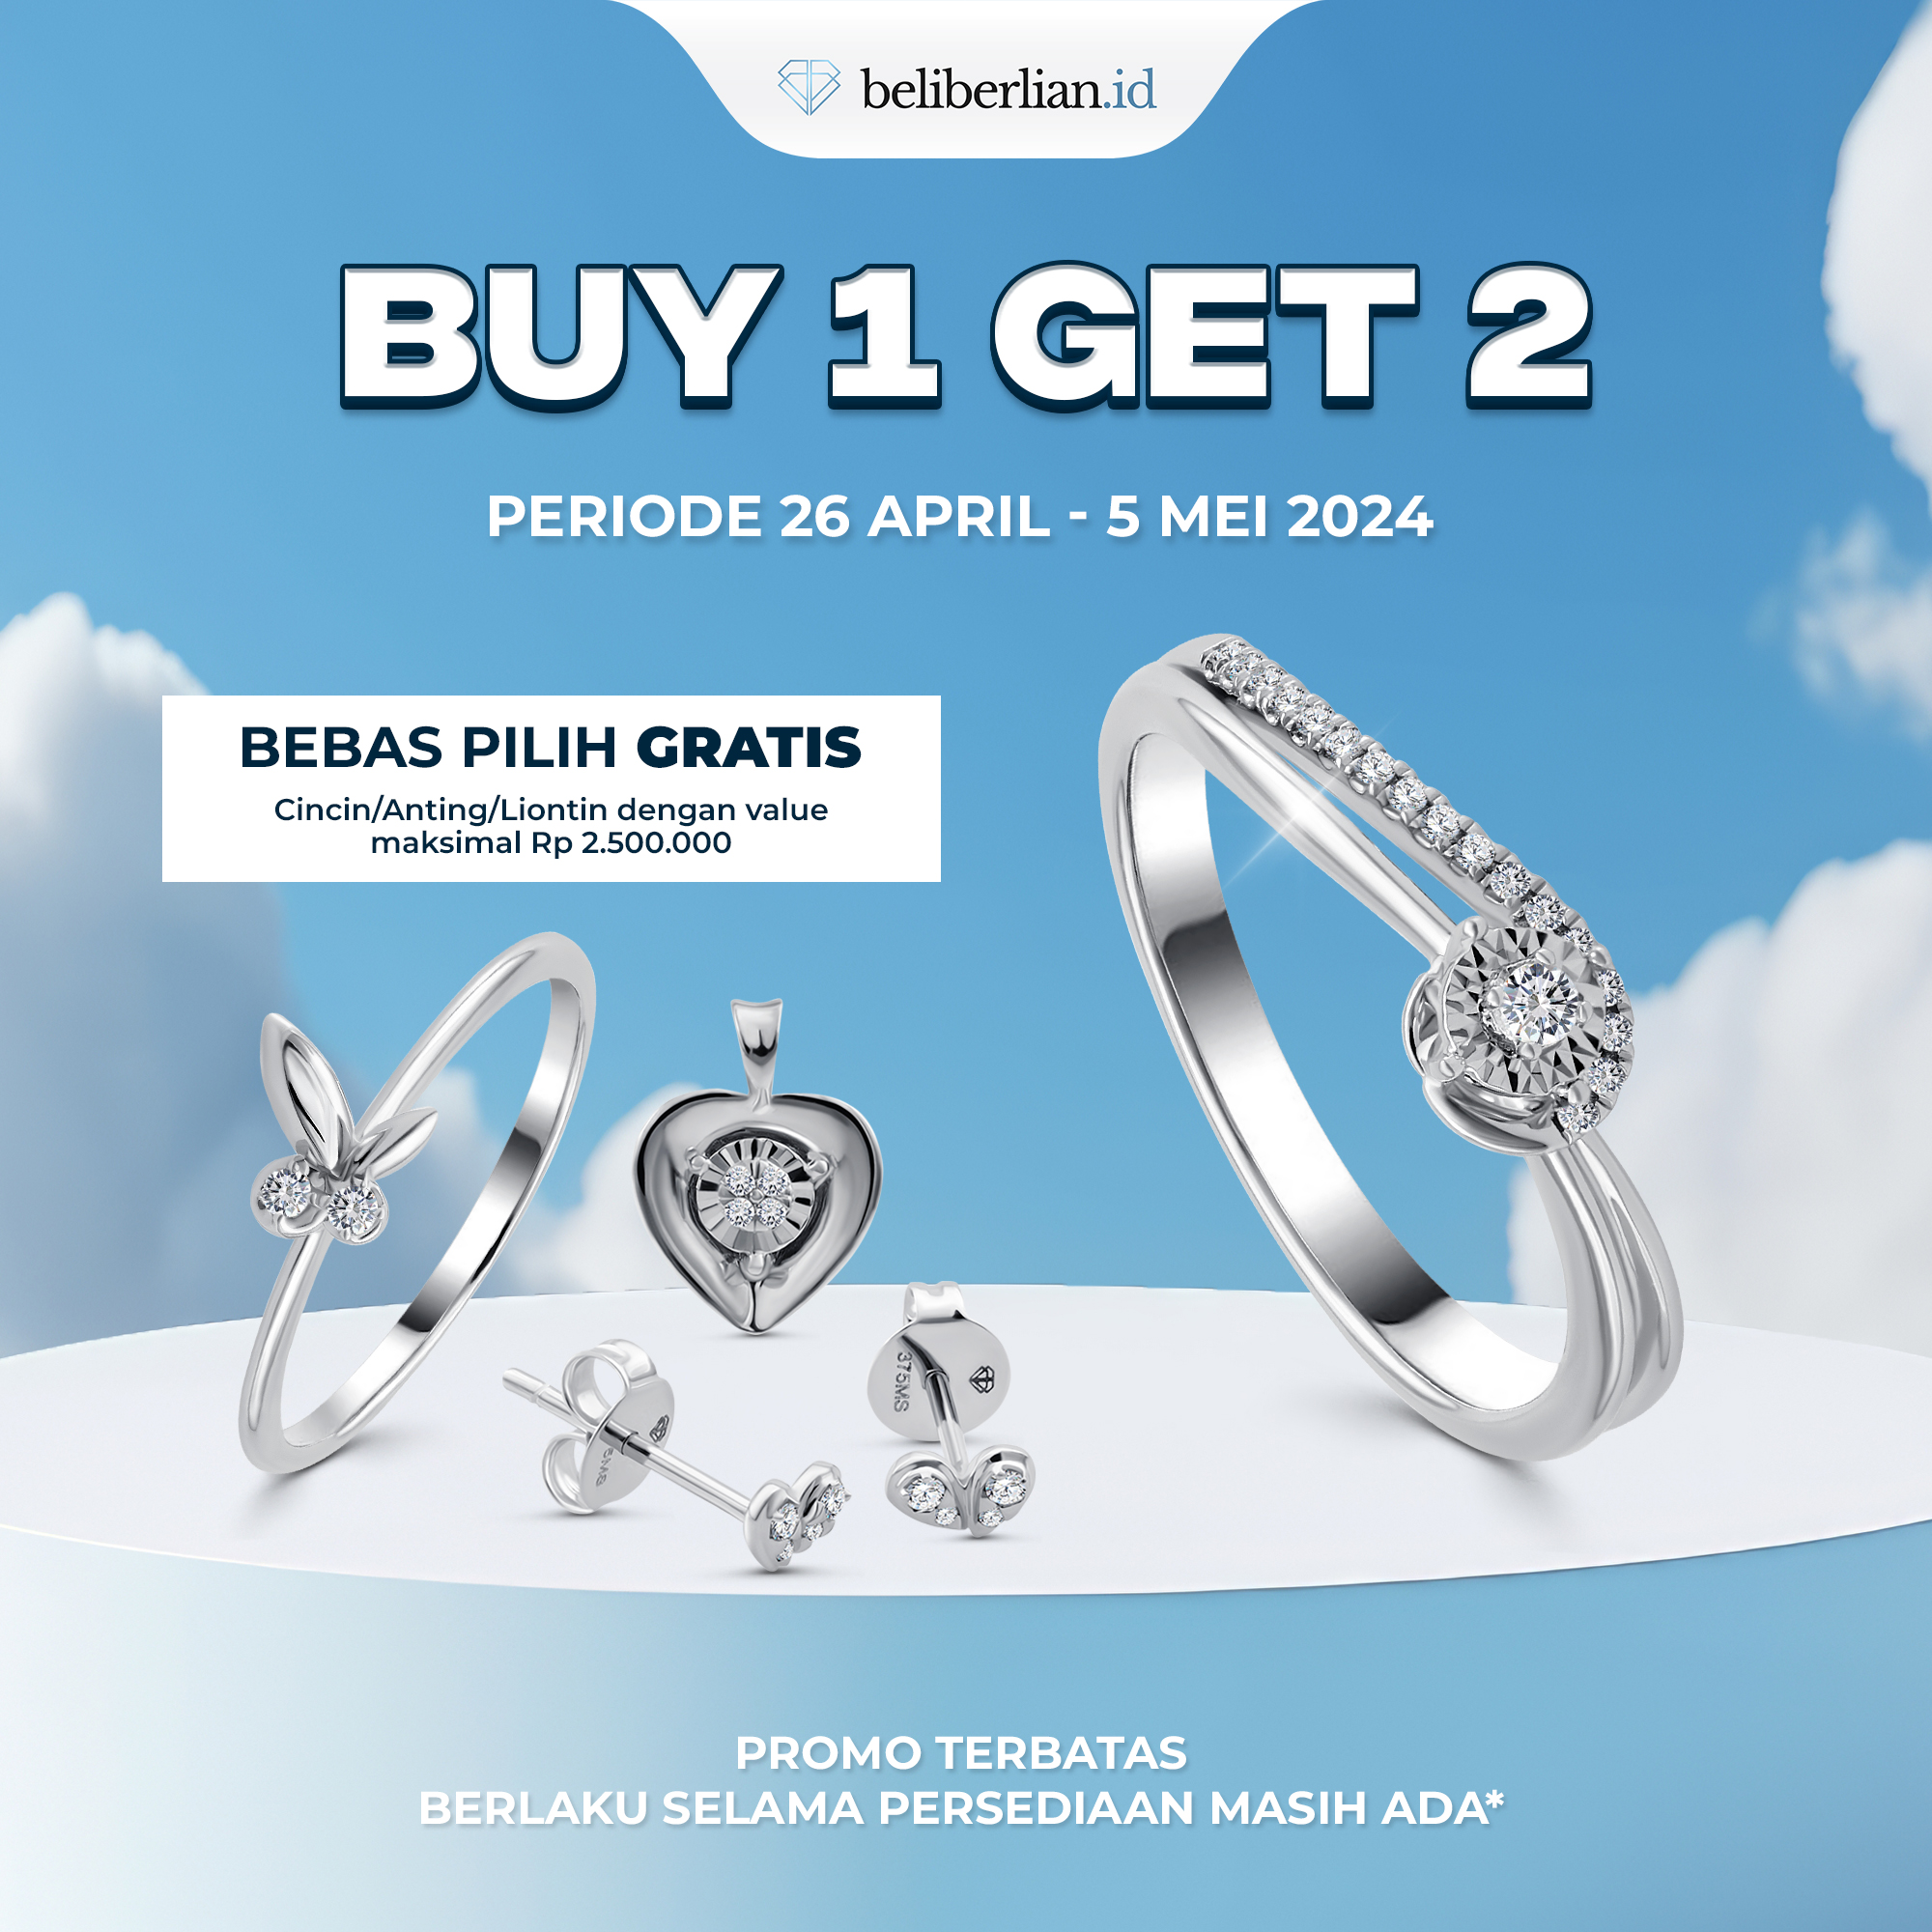 beliberlian.id
BUY 1 GET 2
PERIODE 26 APRIL - 5 MEI 2024
BEBAS PILIH GRATIS
Cincin/Anting/Liontin dengan value
maksimal Rp 2.500.000
375MS
PROMO TERBATAS
BERLAKU SELAMA PERSEDIAAN MASIH ADA*